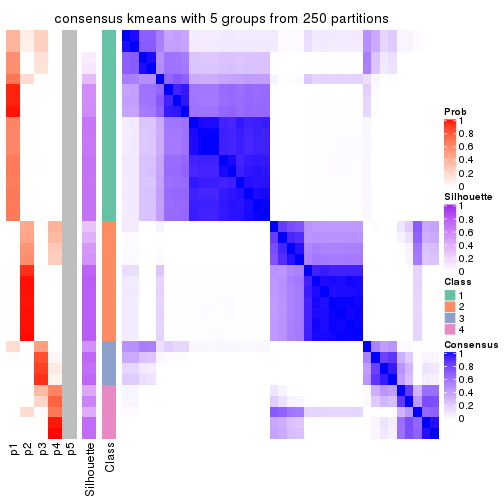 consensus kmeans with 5 groups from 250 partitions
Prob
1
0.8
0.6
0.4
0.2
0
Silhouette
1
0.8
0.6
0.4
0.2
0
Class
1
2
3
4
Consensus
1
0.8
0.6
0.4
0.2
0
p1
p2
p3
p4
p5
Silhouette
Class